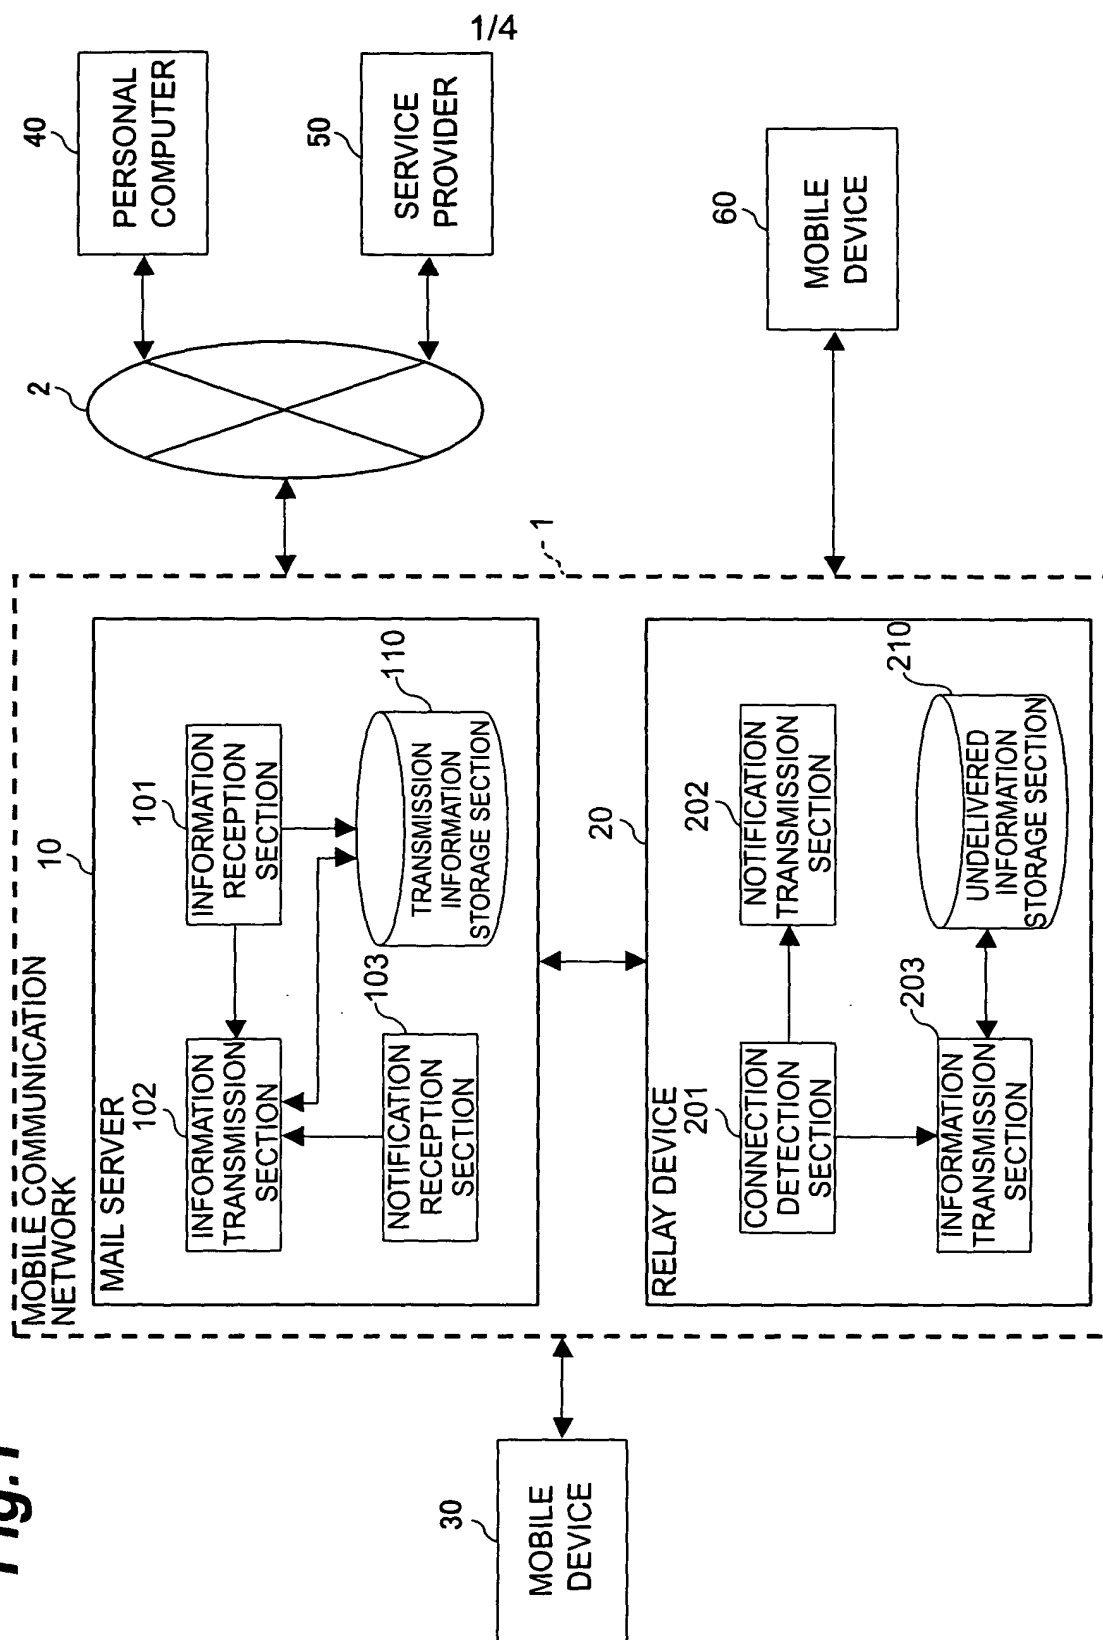 1/4
Fig.1
MOBILE COMMUNICATION
NETWORK
1
MAIL SERVER
10
102
INFORMATION
TRANSMISSION
SECTION
101
INFORMATION
RECEPTION
SECTION
103
NOTIFICATION
RECEPTION
SECTION
110
TRANSMISSION
INFORMATION
STORAGE SECTION
RELAY DEVICE
20
201
CONNECTION
DETECTION
SECTION
202
NOTIFICATION
TRANSMISSION
SECTION
203
INFORMATION
TRANSMISSION
SECTION
210
UNDELIVERED
INFORMATION
STORAGE SECTION
30
MOBILE
DEVICE
2
40
PERSONAL
COMPUTER
50
SERVICE
PROVIDER
60
MOBILE
DEVICE